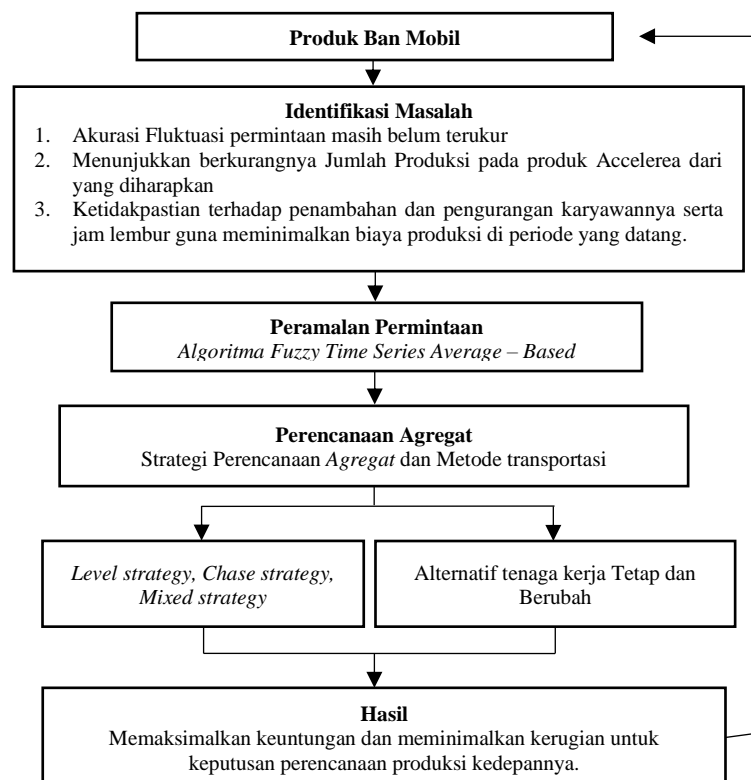 Produk Ban Mobil
Identifikasi Masalah
1. Akurasi Fluktuasi permintaan masih belum terukur
2. Menunjukkan berkurangnya Jumlah Produksi pada produk Accelerea dari
yang diharapkan
3. Ketidakpastian terhadap penambahan dan pengurangan karyawannya serta
jam lembur guna meminimalkan biaya produksi di periode yang datang.
Peramalan Permintaan
Algoritma Fuzzy Time Series Average – Based
Perencanaan Agregat
Strategi Perencanaan Agregat dan Metode transportasi
Level strategy, Chase strategy,
Mixed strategy
Alternatif tenaga kerja Tetap dan
Berubah
Hasil
Memaksimalkan keuntungan dan meminimalkan kerugian untuk
keputusan perencanaan produksi kedepannya.